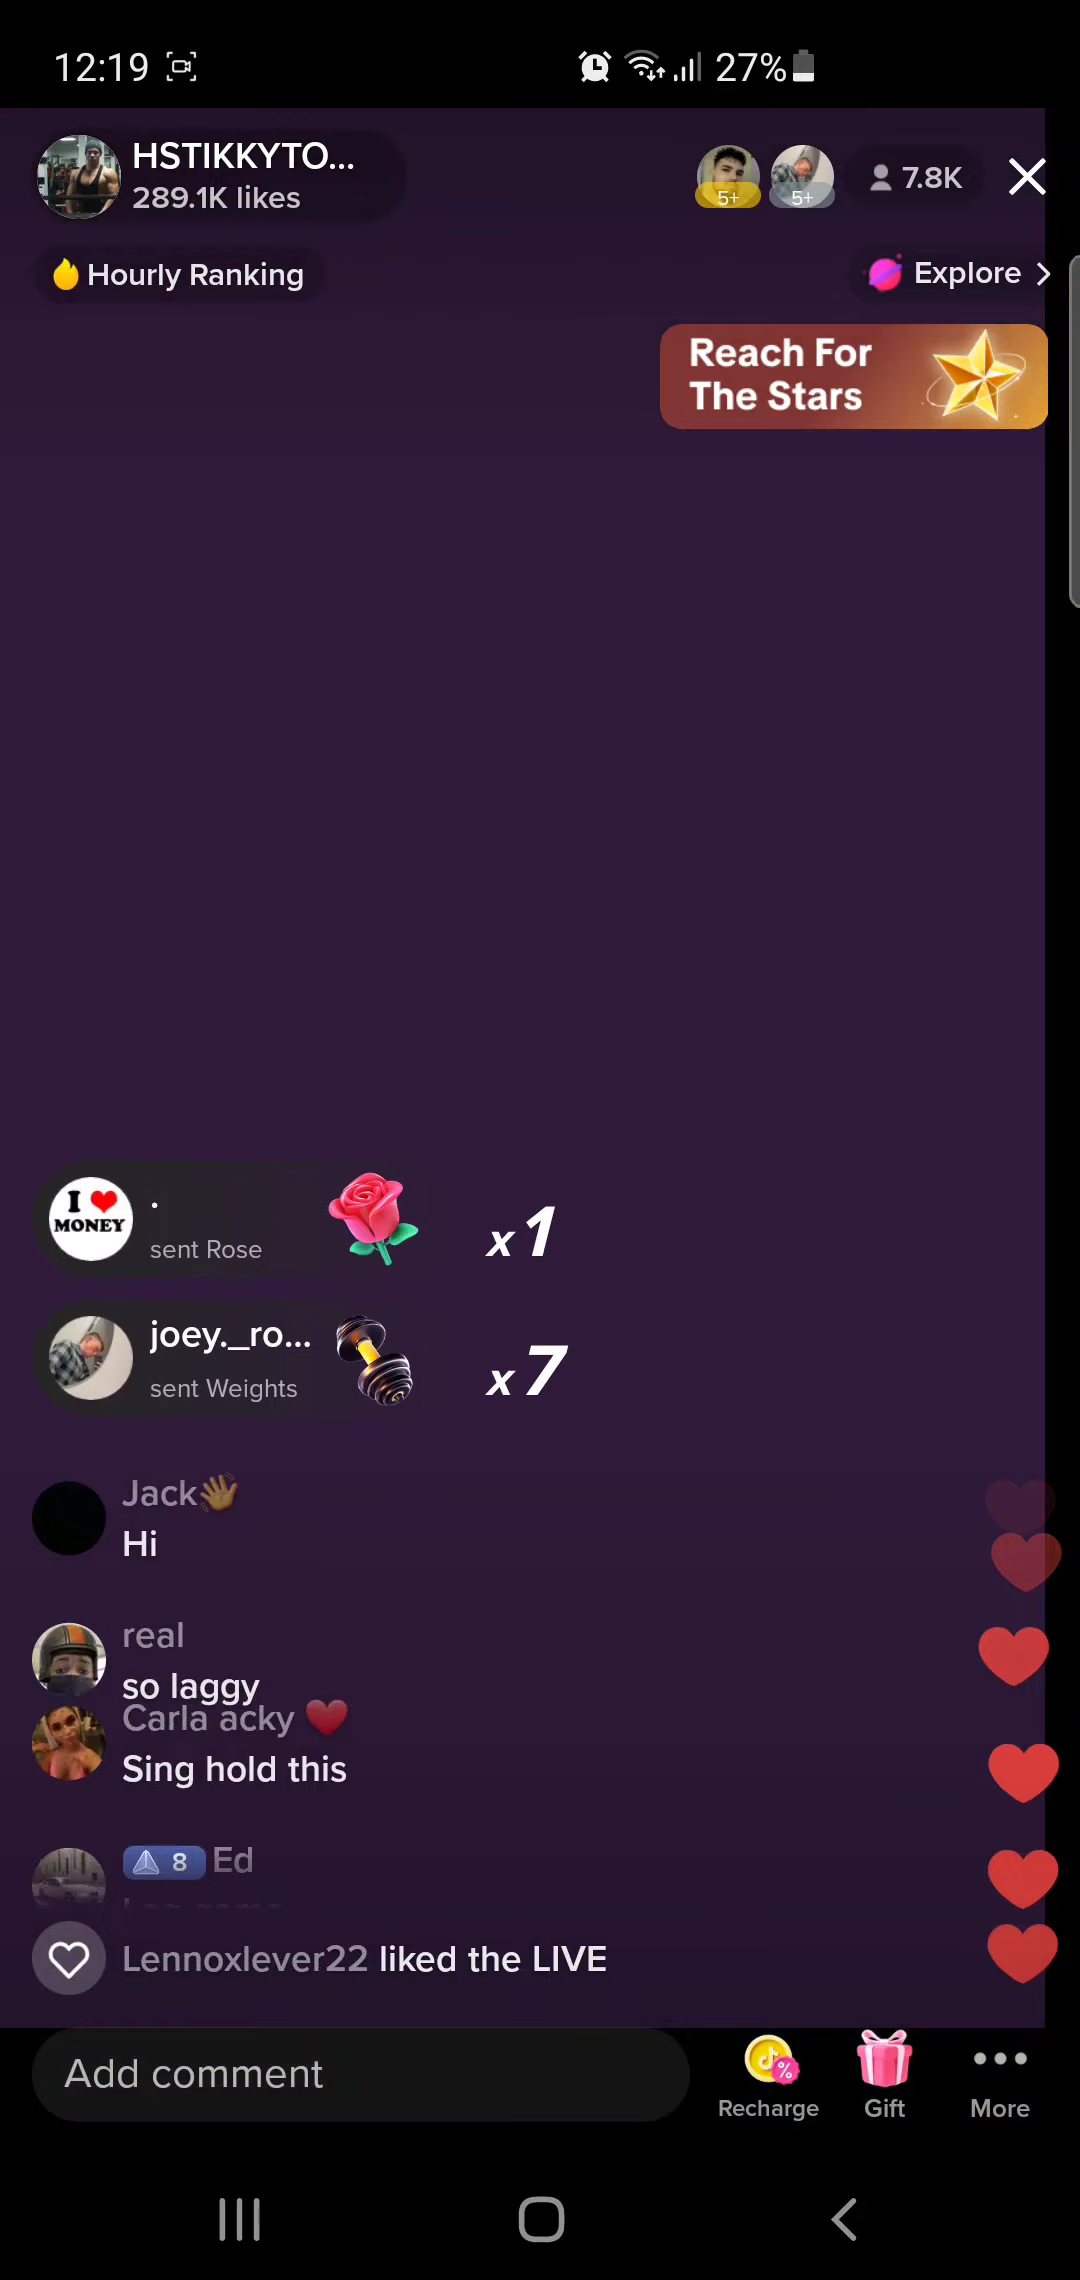 12:19
27%
HSTIKKYTO...
289.1K likes
5+
5+
7.8K
Hourly Ranking
Explore
Reach For
The Stars
I ❤ MONEY
.
sent Rose
x1
joey._ro...
sent Weights
x7
Jack👋🏾
Hi
real
so laggy
Carla acky ❤️
Sing hold this
8 Ed
Lennoxlever22 liked the LIVE
Add comment
Recharge
Gift
More